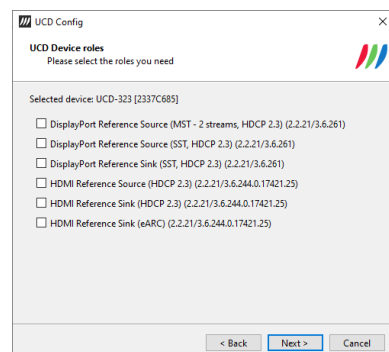 UCD Config
UCD Device roles
Please select the roles you need
Selected device: UCD-323 [2337C685]
DisplayPort Reference Source (MST - 2 streams, HDCP 2.3) (2.2.21/3.6.261)
DisplayPort Reference Source (SST, HDCP 2.3) (2.2.21/3.6.261)
DisplayPort Reference Sink (SST, HDCP 2.3) (2.2.21/3.6.261)
HDMI Reference Source (HDCP 2.3) (2.2.21/3.6.244.0.17421.25)
HDMI Reference Sink (HDCP 2.3) (2.2.21/3.6.244.0.17421.25)
HDMI Reference Sink (eARC) (2.2.21/3.6.244.0.17421.25)
< Back Next > Cancel